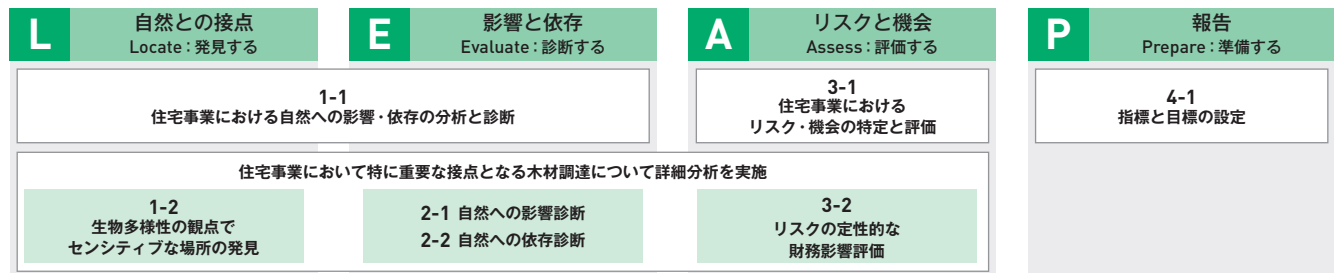 L
自然との接点
Locate:発見する
E
影響と依存
Evaluate:診断する
A
リスクと機会
Assess:評価する
P
報告
Prepare:準備する
1-1
住宅事業における自然への影響・依存の分析と診断
3-1
住宅事業における
リスク・機会の特定と評価
4-1
指標と目標の設定
住宅事業において特に重要な接点となる木材調達について詳細分析を実施
1-2
生物多様性の観点で
センシティブな場所の発見
2-1 自然への影響診断
2-2 自然への依存診断
3-2
リスクの定性的な
財務影響評価